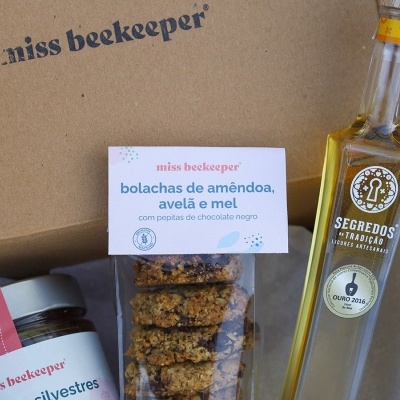 miss beekeeper®
miss beekeeper®
bolachas de amêndoa,
avelã e mel
com pepitas de chocolate negro
SEGREDOS
DE TRADIÇÃO
LICORES ARTESANAIS
OURO 2016
s beekeeper®
silvestres